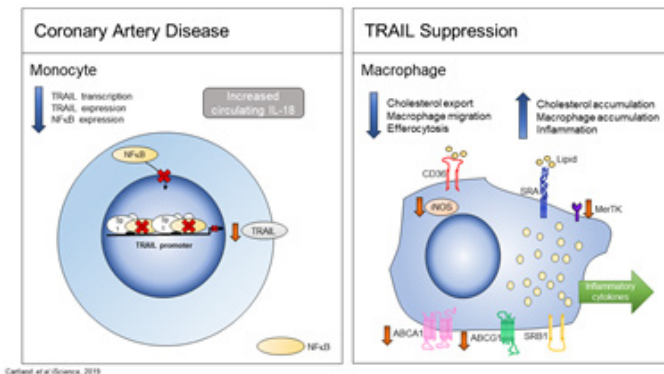 Coronary Artery Disease
Monocyte
TRAIL transcription
TRAIL expression
NFκB expression
Increased
circulating IL-18
NFκB
TRAIL
TRAIL promoter
NFκB
TRAIL Suppression
Macrophage
Cholesterol export
Macrophage migration
Efferocytosis
Cholesterol accumulation
Macrophage accumulation
Inflammation
CD36
Lipid
SRA
iNOS
MerTK
Inflammatory
cytokines
ABCA1
ABCG1
SRB1
Cartland et al iScience, 2019